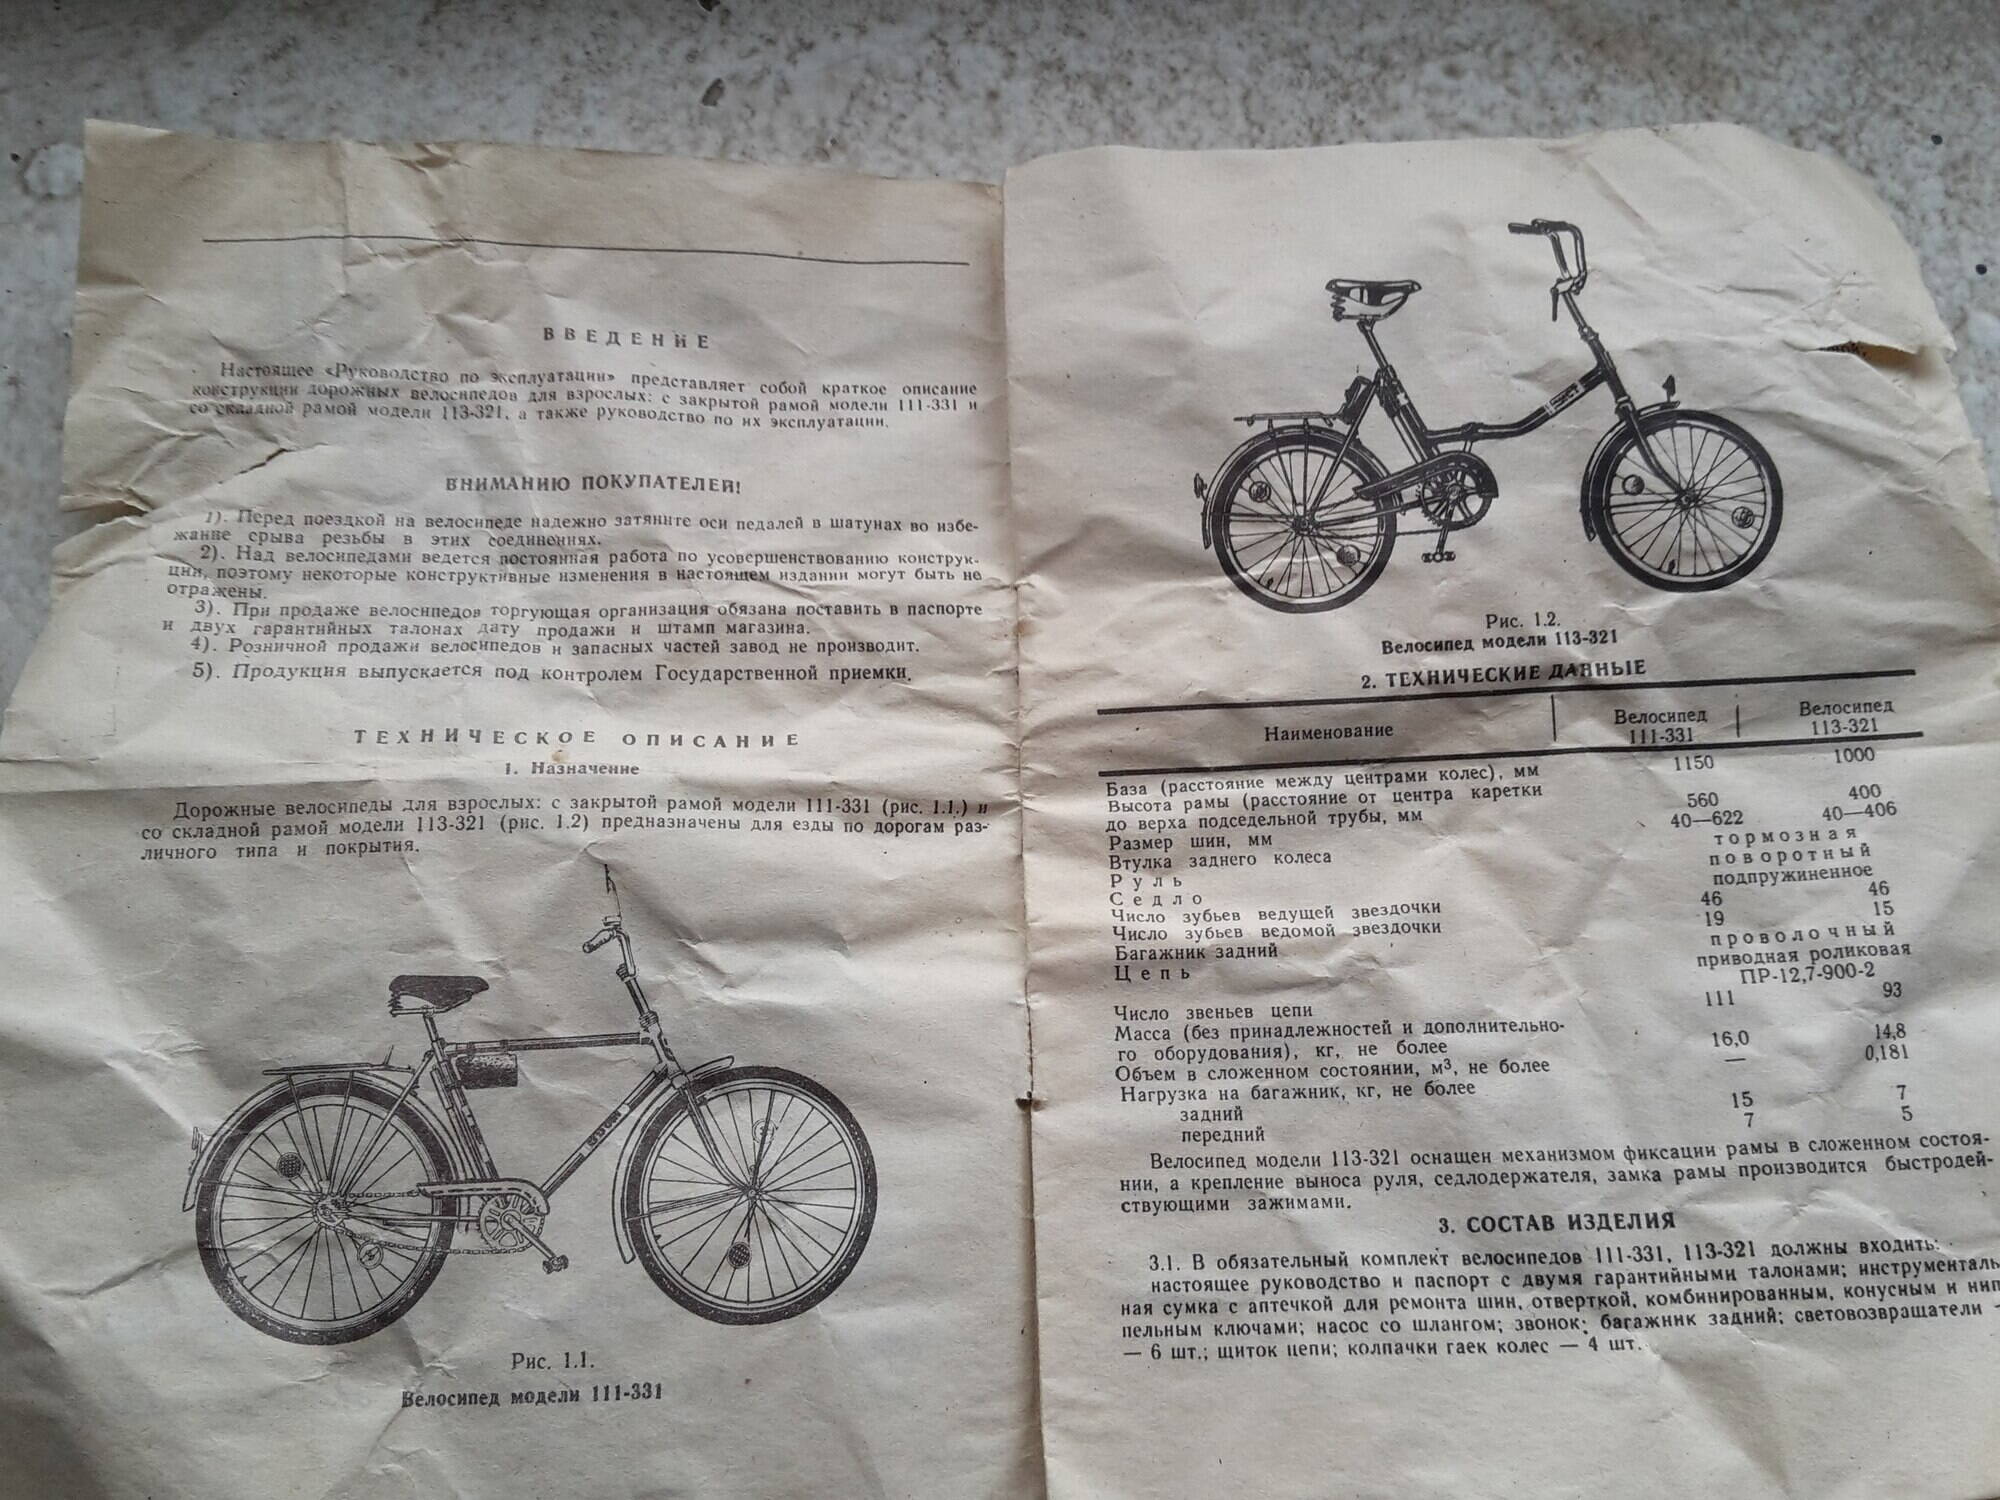 ВВЕДЕНИЕ
Настоящее «Руководство по эксплуатации» представляет собой краткое описание
конструкции дорожных велосипедов для взрослых: с закрытой рамой модели 111-331 и
со складной рамой модели 113-321, а также руководство по их эксплуатации.
ВНИМАНИЮ ПОКУПАТЕЛЕЙ!
1). Перед поездкой на велосипеде надежно затяните оси педалей в шатунах во избе-
жание срыва резьбы в этих соединениях.
2). Над велосипедами ведется постоянная работа по усовершенствованию конструк-
ции, поэтому некоторые конструктивные изменения в настоящем издании могут быть не
отражены.
3). При продаже велосипедов торгующая организация обязана поставить в паспорте
и двух гарантийных талонах дату продажи и штамп магазина.
4). Розничной продажи велосипедов и запасных частей завод не производит.
5). Продукция выпускается под контролем Государственной приемки.
ТЕХНИЧЕСКОЕ ОПИСАНИЕ
1. Назначение
Дорожные велосипеды для взрослых: с закрытой рамой модели 111-331 (рис. 1.1.) и
со складной рамой модели 113-321 (рис. 1.2) предназначены для езды по дорогам раз-
личного типа и покрытия.
Рис. 1.1.
Велосипед модели 111-331
Рис. 1.2.
Велосипед модели 113-321
2. ТЕХНИЧЕСКИЕ ДАННЫЕ
Наименование Велосипед 111-331 Велосипед 113-321
База (расстояние между центрами колес), мм 1150 1000
Высота рамы (расстояние от центра каретки
до верха подседельной трубы, мм 560 400
Размер шин, мм 40—622 40—406
Втулка заднего колеса тормозная
Руль поворотный
Седло подпружиненное
Число зубьев ведущей звездочки 46 46
Число зубьев ведомой звездочки 19 15
Багажник задний проволочный
Цепь приводная роликовая
ПР-12,7-900-2
Число звеньев цепи 111 93
Масса (без принадлежностей и дополнительно-
го оборудования), кг, не более 16,0 14,8
Объем в сложенном состоянии, м³, не более — 0,181
Нагрузка на багажник, кг, не более
задний 15 7
передний 7 5
Велосипед модели 113-321 оснащен механизмом фиксации рамы в сложенном состоя-
нии, а крепление выноса руля, седлодержателя, замка рамы производится быстродей-
ствующими зажимами.
3. СОСТАВ ИЗДЕЛИЯ
3.1. В обязательный комплект велосипедов 111-331, 113-321 должны входить:
настоящее руководство и паспорт с двумя гарантийными талонами; инструменталь
ная сумка с аптечкой для ремонта шин, отверткой, комбинированным, конусным и нип
пельным ключами; насос со шлангом; звонок; багажник задний; световозвращатели -
— 6 шт.; щиток цепи; колпачки гаек колес — 4 шт.